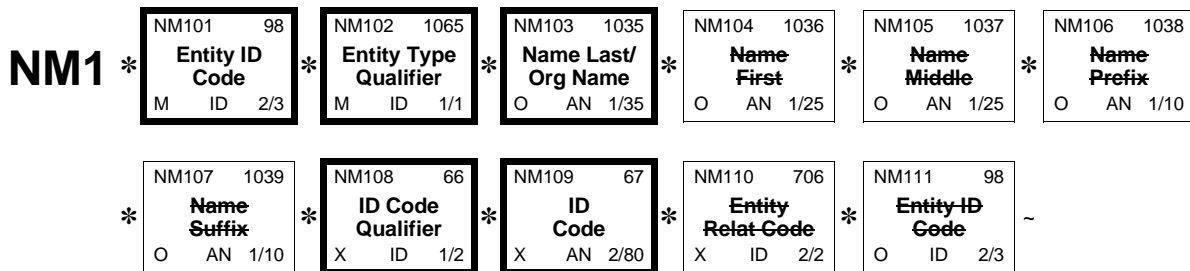 NM101 98 NM102 1065 NM103 1035 NM104 1036 NM105 1037 NM106 1038
NM1 * Entity ID Code * Entity Type Qualifier * Name Last/ Org Name * Name First * Name Middle * Name Prefix
M ID 2/3 M ID 1/1 O AN 1/35 O AN 1/25 O AN 1/25 O AN 1/10
NM107 1039 NM108 66 NM109 67 NM110 706 NM111 98
* Name Suffix * ID Code Qualifier * ID Code * Entity Relat Code * Entity ID Code ~
O AN 1/10 X ID 1/2 X AN 2/80 X ID 2/2 O ID 2/3